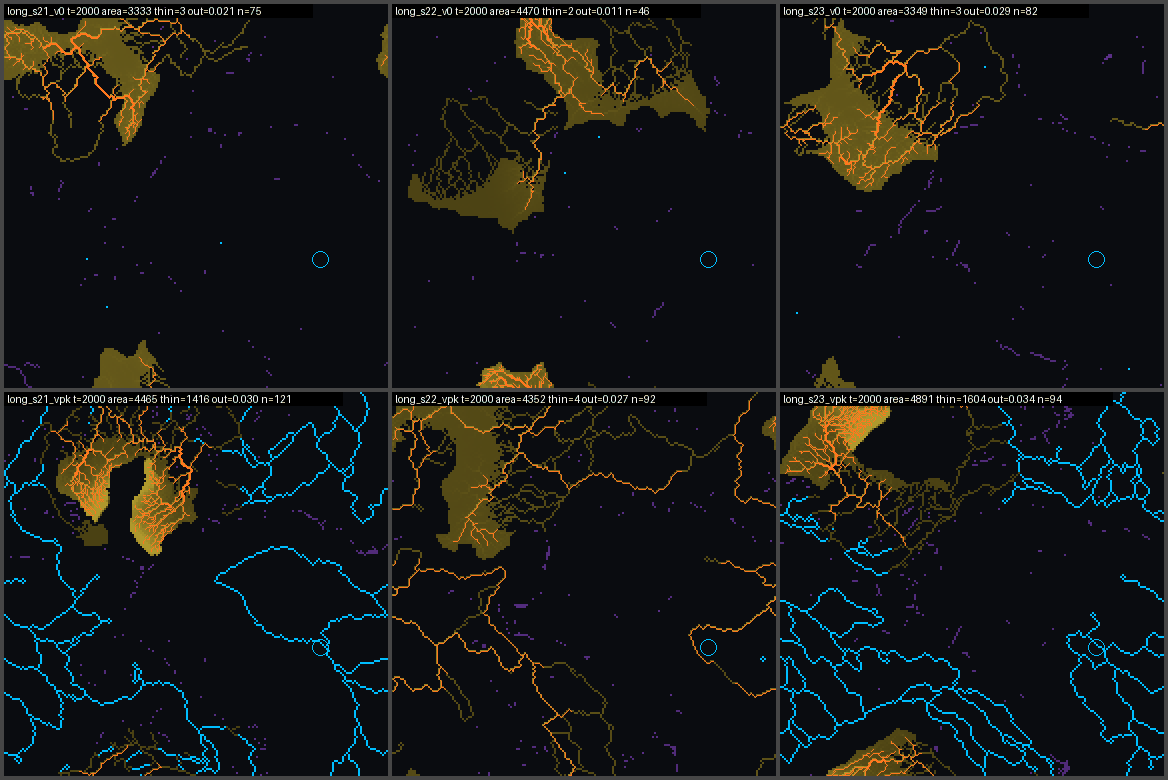 long_s21_v0 t=2000 area=3333 thin=3 out=0.021 n=75
long_s22_v0 t=2000 area=4470 thin=2 out=0.011 n=46
long_s23_v0 t=2000 area=3349 thin=3 out=0.029 n=82
long_s21_vpk t=2000 area=4465 thin=1416 out=0.030 n=121
long_s22_vpk t=2000 area=4352 thin=4 out=0.027 n=92
long_s23_vpk t=2000 area=4891 thin=1604 out=0.034 n=94